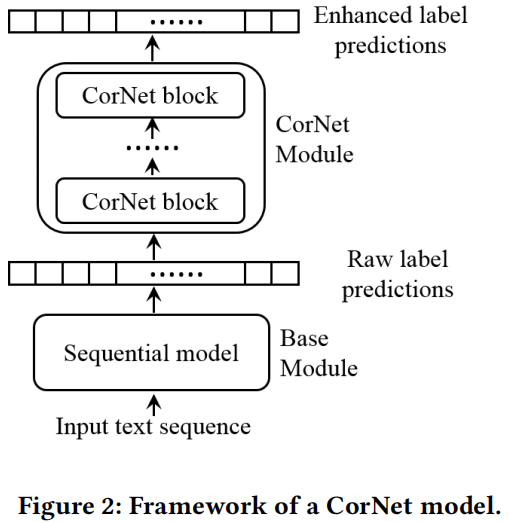 Enhanced label
predictions
......
CorNet block
......
CorNet block
CorNet
Module
Raw label
predictions
......
Sequential model
Base
Module
Input text sequence
Figure 2: Framework of a CorNet model.